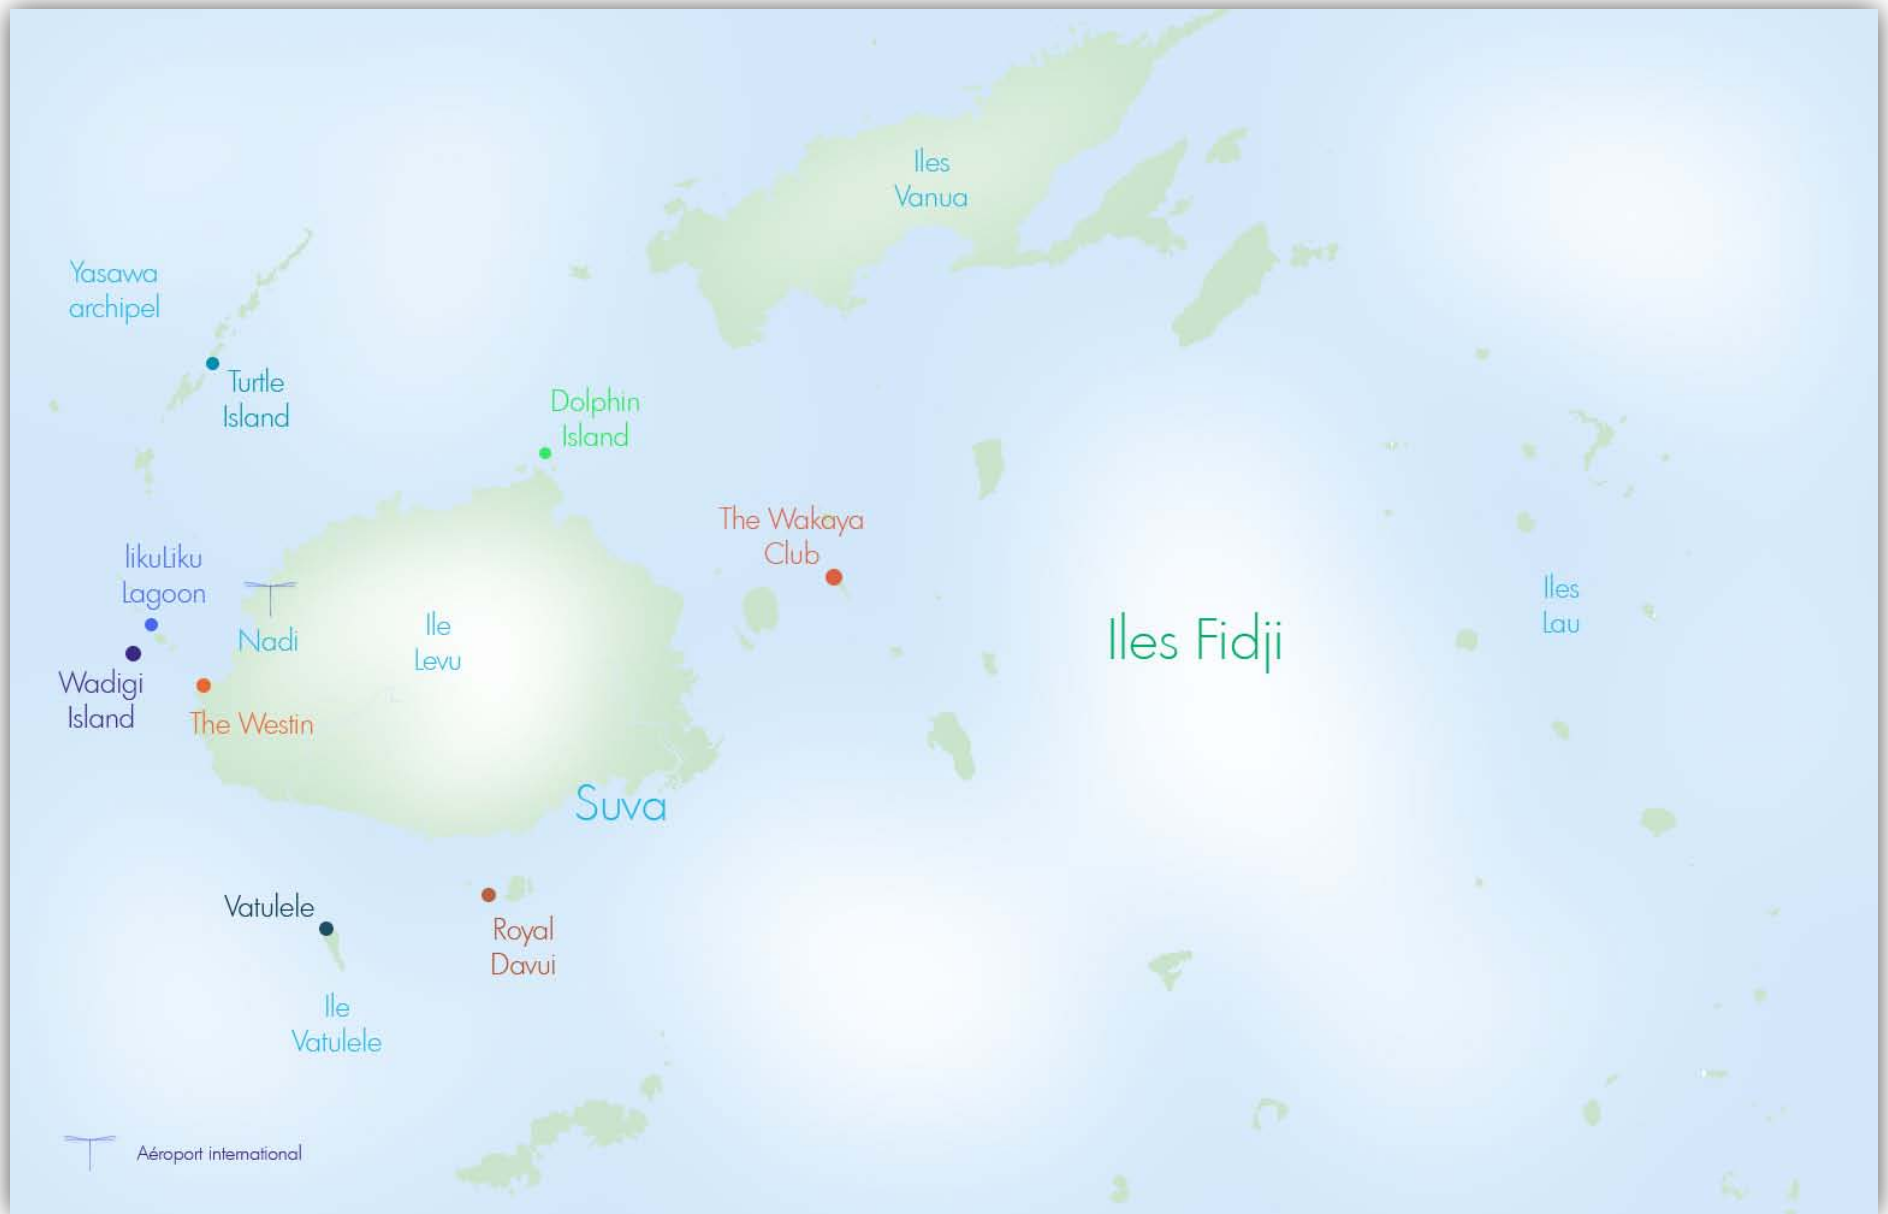 Iles
Vanua
Yasawa
archipel
Turtle
Island
Dolphin
Island
The Wakaya
Club
likuLiku
Lagoon
Nadi
Ile
Levu
Iles Fidji
Iles
Lau
Wadigi
Island
The Westin
Suva
Vatulele
Royal
Davui
Ile
Vatulele
Aéroport international